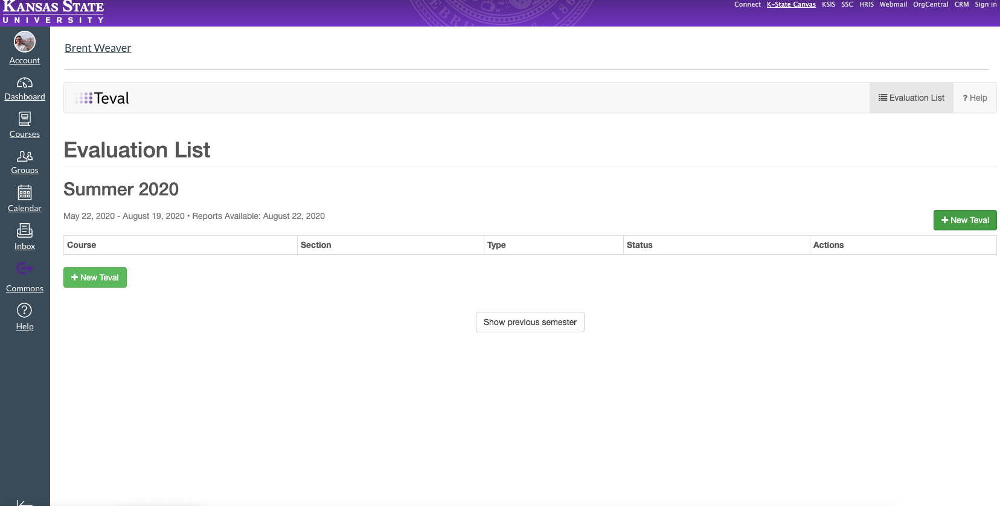 KANSAS STATE
UNIVERSITY
Connect K-State Canvas KSIS SSC HRIS Webmail OrgCentral CRM Sign in
Account
Dashboard
Courses
Groups
Calendar
Inbox
Commons
Help
Brent Weaver
Teval
Evaluation List
? Help
Evaluation List
Summer 2020
May 22, 2020 - August 19, 2020 • Reports Available: August 22, 2020
+ New Teval
Course Section Type Status Actions
+ New Teval
Show previous semester